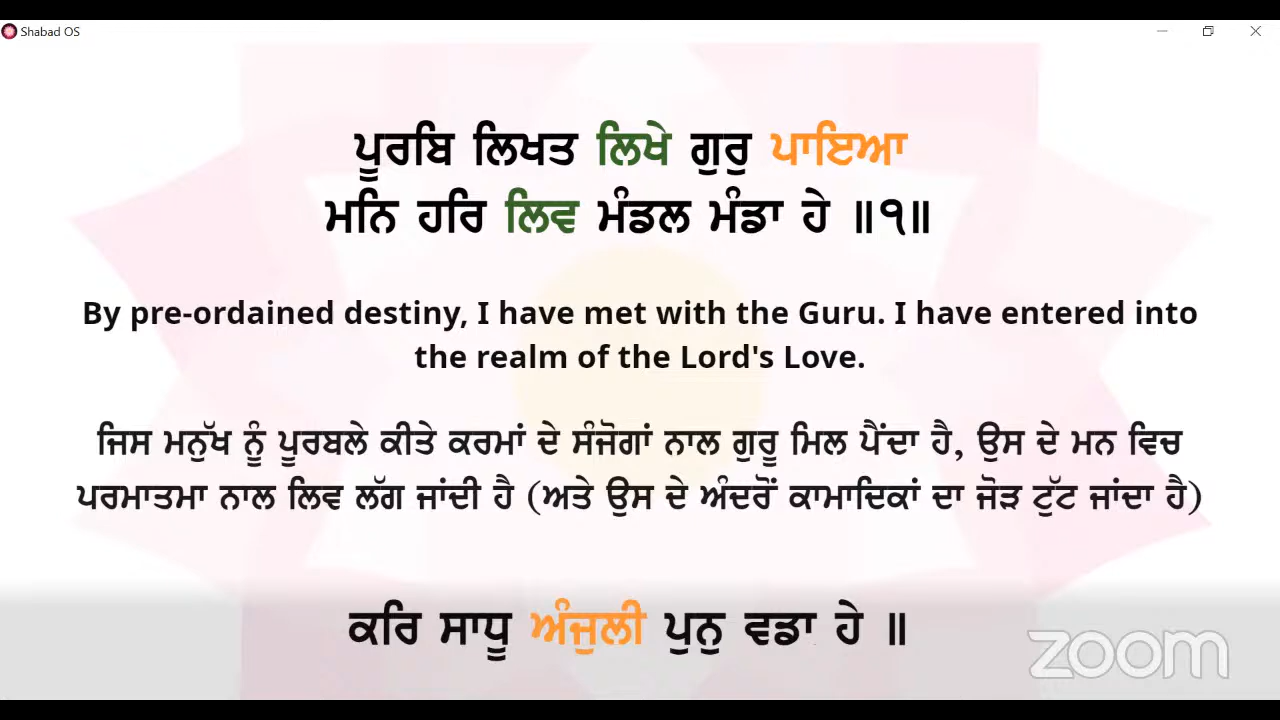 Shabad OS
ਪੂਰਬਿ ਲਿਖਤ ਲਿਖੇ ਗੁਰੁ ਪਾਇਆ
ਮਨਿ ਹਰਿ ਲਿਵ ਮੰਡਲ ਮੰਡਾ ਹੇ ॥੧॥
By pre-ordained destiny, I have met with the Guru. I have entered into
the realm of the Lord's Love.
ਜਿਸ ਮਨੁੱਖ ਨੂੰ ਪੂਰਬਲੇ ਕੀਤੇ ਕਰਮਾਂ ਦੇ ਸੰਜੋਗਾਂ ਨਾਲ ਗੁਰੂ ਮਿਲ ਪੈਂਦਾ ਹੈ, ਉਸ ਦੇ ਮਨ ਵਿਚ
ਪਰਮਾਤਮਾ ਨਾਲ ਲਿਵ ਲੱਗ ਜਾਂਦੀ ਹੈ (ਅਤੇ ਉਸ ਦੇ ਅੰਦਰੋਂ ਕਾਮਾਦਿਕਾਂ ਦਾ ਜੋੜ ਟੁੱਟ ਜਾਂਦਾ ਹੈ)
ਕਰਿ ਸਾਧੂ ਅੰਜੁਲੀ ਪੁਨੁ ਵਡਾ ਹੇ ॥
zoom